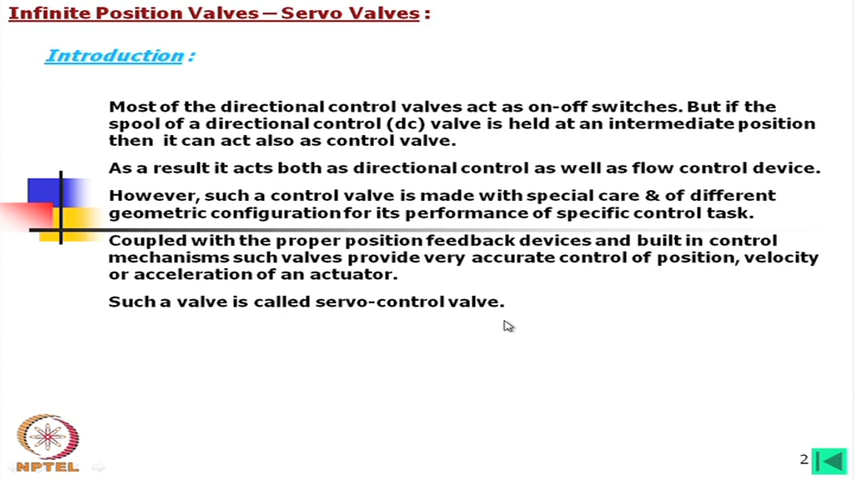 Infinite Position Valves – Servo Valves :
Introduction :
Most of the directional control valves act as on-off switches. But if the
spool of a directional control (dc) valve is held at an intermediate position
then it can act also as control valve.
As a result it acts both as directional control as well as flow control device.
However, such a control valve is made with special care & of different
geometric configuration for its performance of specific control task.
Coupled with the proper position feedback devices and built in control
mechanisms such valves provide very accurate control of position, velocity
or acceleration of an actuator.
Such a valve is called servo-control valve.
NPTEL
2